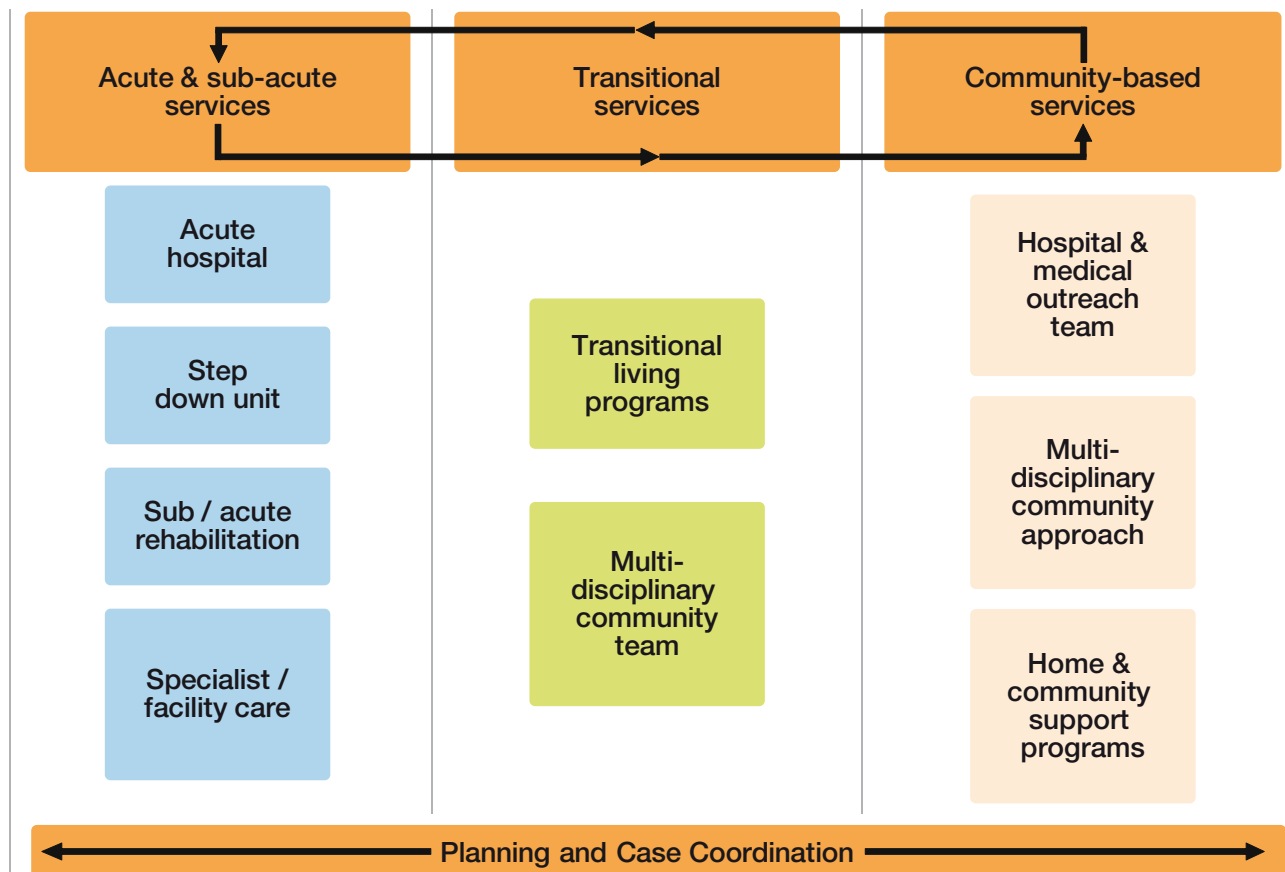 Acute & sub-acute
services
Transitional
services
Community-based
services
Acute
hospital
Step
down unit
Sub / acute
rehabilitation
Specialist /
facility care
Transitional
living
programs
Multi-
disciplinary
community
team
Hospital &
medical
outreach
team
Multi-
disciplinary
community
approach
Home &
community
support
programs
Planning and Case Coordination